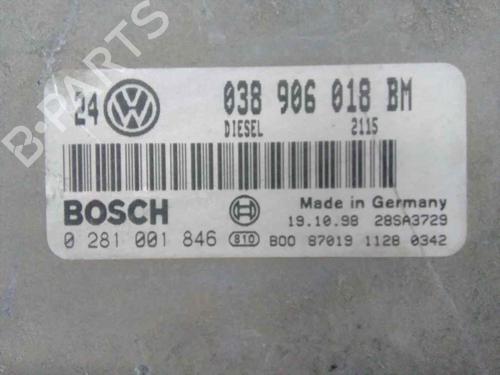 B-PARTS
24 VW 038 906 018 BM
DIESEL 2115
BOSCH Made in Germany
19.10.98 28SA3729
0 281 001 846 810 B00 87019 1128 0342